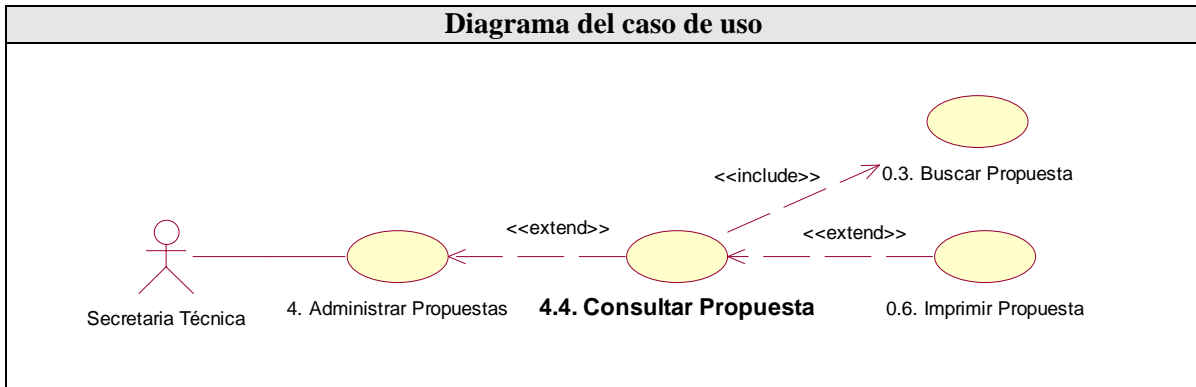 Diagrama del caso de uso
<<include>>
0.3. Buscar Propuesta
<<extend>>
<<extend>>
Secretaria Técnica
4. Administrar Propuestas
4.4. Consultar Propuesta
0.6. Imprimir Propuesta